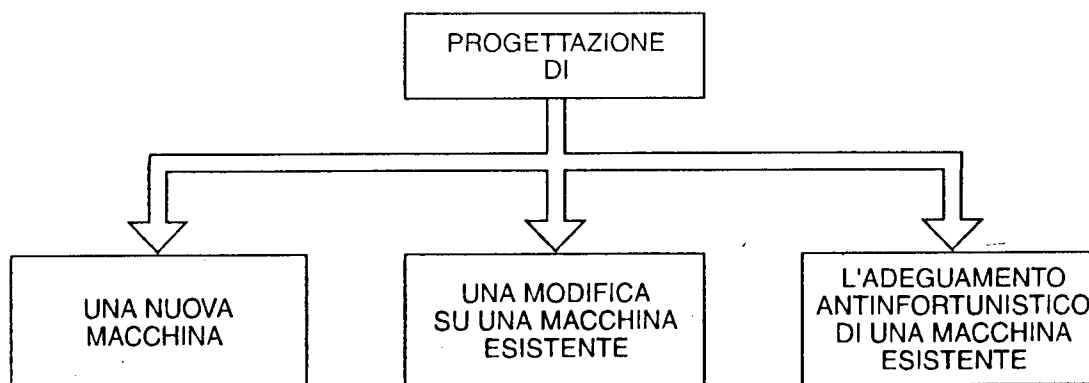 PROGETTAZIONE
DI
UNA NUOVA
MACCHINA
UNA MODIFICA
SU UNA MACCHINA
ESISTENTE
L'ADEGUAMENTO
ANTINFORTUNISTICO
DI UNA MACCHINA
ESISTENTE